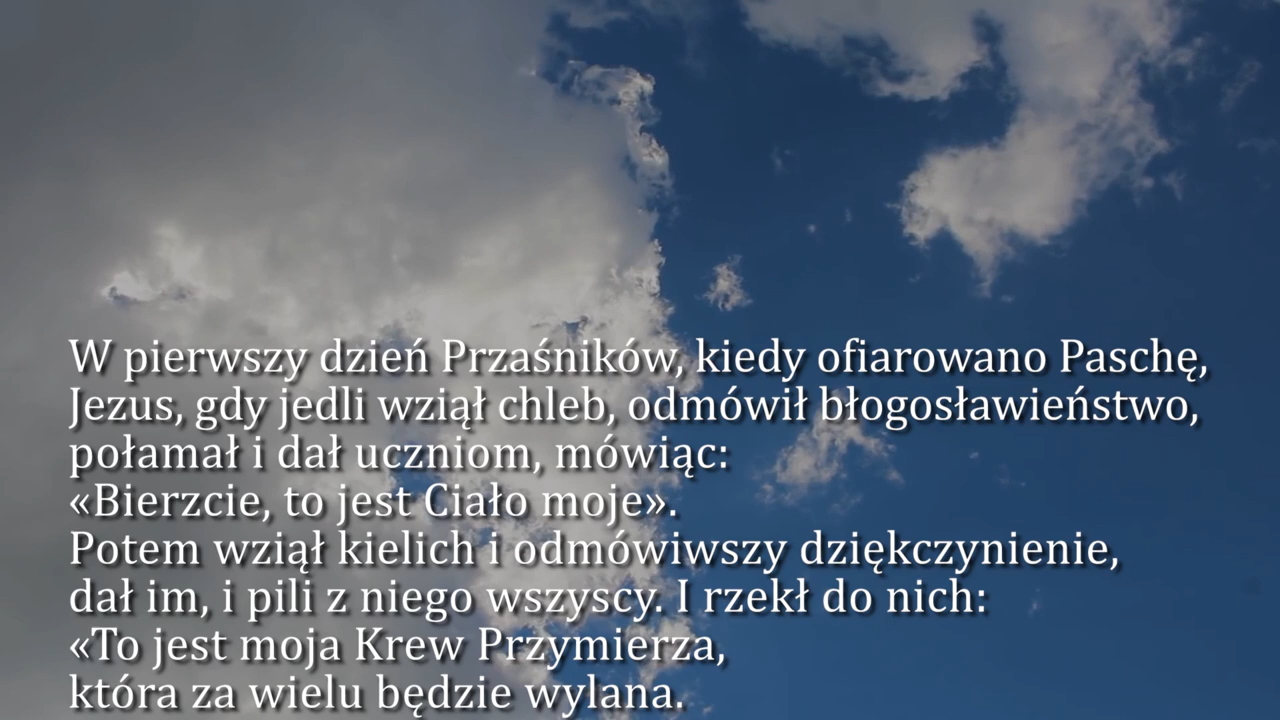 W pierwszy dzień Przaśników, kiedy ofiarowano Paschę,
Jezus, gdy jedli wziął chleb, odmówił błogosławieństwo,
połamał i dał uczniom, mówiąc:
«Bierzcie, to jest Ciało moje».
Potem wziął kielich i odmówiwszy dziękczynienie,
dał im, i pili z niego wszyscy. I rzekł do nich:
«To jest moja Krew Przymierza,
która za wielu będzie wylana.